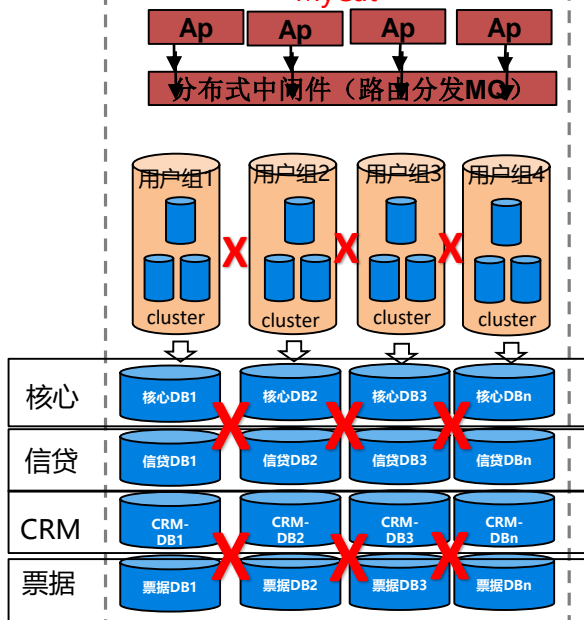 MyCat
Ap Ap Ap Ap
分布式中间件（路由分发MQ）
用户组1 用户组2 用户组3 用户组4
X X X
cluster cluster cluster cluster
核心 核心DB1 核心DB2 核心DB3 核心DBn
X X X
信贷 信贷DB1 信贷DB2 信贷DB3 信贷DBn
CRM CRM-DB1 CRM-DB2 CRM-DB3 CRM-DBn
X X X
票据 票据DB1 票据DB2 票据DB3 票据DBn